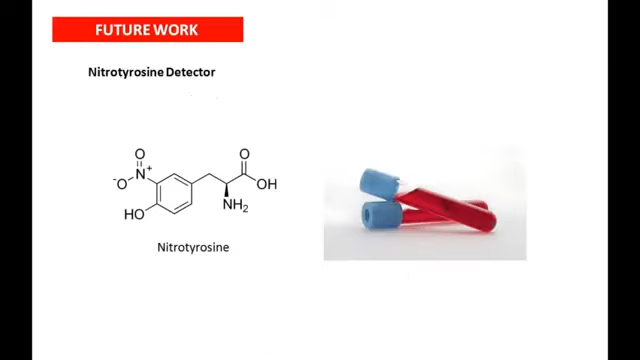 FUTURE WORK
Nitrotyrosine Detector
O
N+
-O
HO
O
OH
NH2
Nitrotyrosine